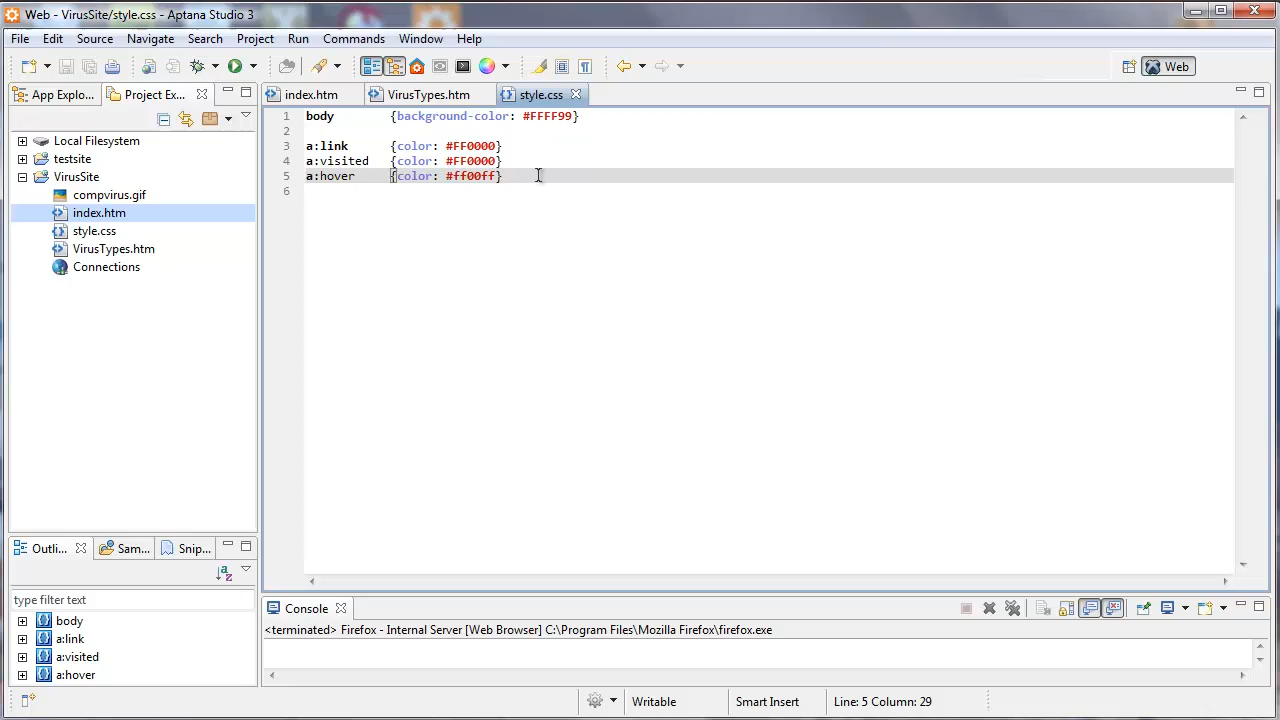 Web - VirusSite/style.css - Aptana Studio 3
File Edit Source Navigate Search Project Run Commands Window Help
Web
App Explo...
Project Ex...
Local Filesystem
testsite
VirusSite
compvirus.gif
index.htm
style.css
VirusTypes.htm
Connections
index.htm
VirusTypes.htm
style.css
1 body {background-color: #FFFF99}
2
3 a:link {color: #FF0000}
4 a:visited {color: #FF0000}
5 a:hover {color: #ff00ff}
6
Outli...
Sam...
Snip...
type filter text
body
a:link
a:visited
a:hover
Console
<terminated> Firefox - Internal Server [Web Browser] C:\Program Files\Mozilla Firefox\firefox.exe
Writable Smart Insert Line: 5 Column: 29